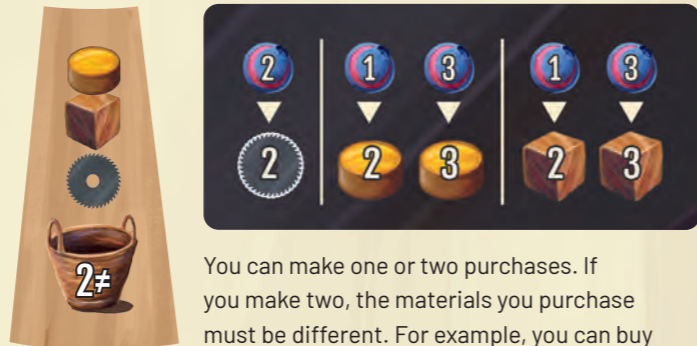 2 1 3 1 3
2 2 3 2 3
2≠
You can make one or two purchases. If
you make two, the materials you purchase
must be different. For example, you can buy